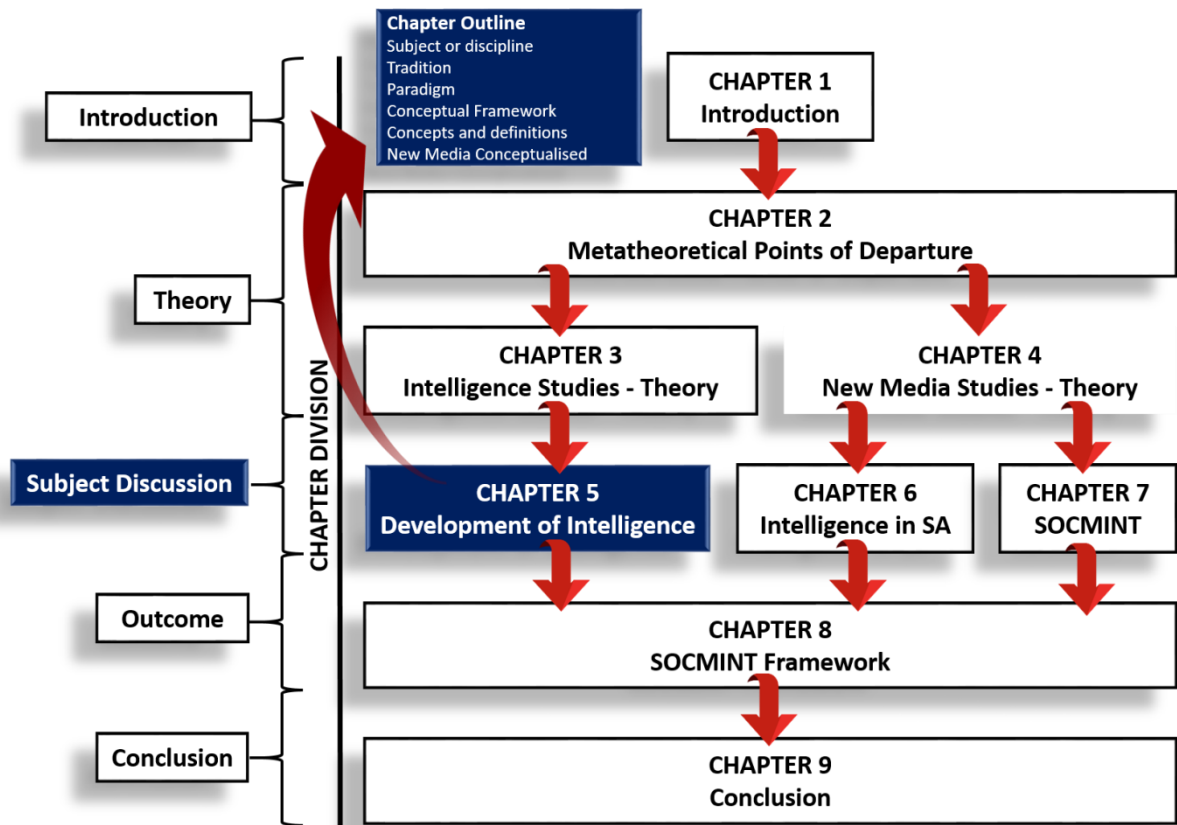 Chapter Outline
Subject or discipline
Tradition
Paradigm
Conceptual Framework
Concepts and definitions
New Media Conceptualised
CHAPTER 1
Introduction
Introduction
CHAPTER 2
Metatheoretical Points of Departure
Theory
CHAPTER 3
Intelligence Studies - Theory
CHAPTER 4
New Media Studies - Theory
CHAPTER DIVISION
Subject Discussion
CHAPTER 5
Development of Intelligence
CHAPTER 6
Intelligence in SA
CHAPTER 7
SOCMINT
Outcome
CHAPTER 8
SOCMINT Framework
Conclusion
CHAPTER 9
Conclusion